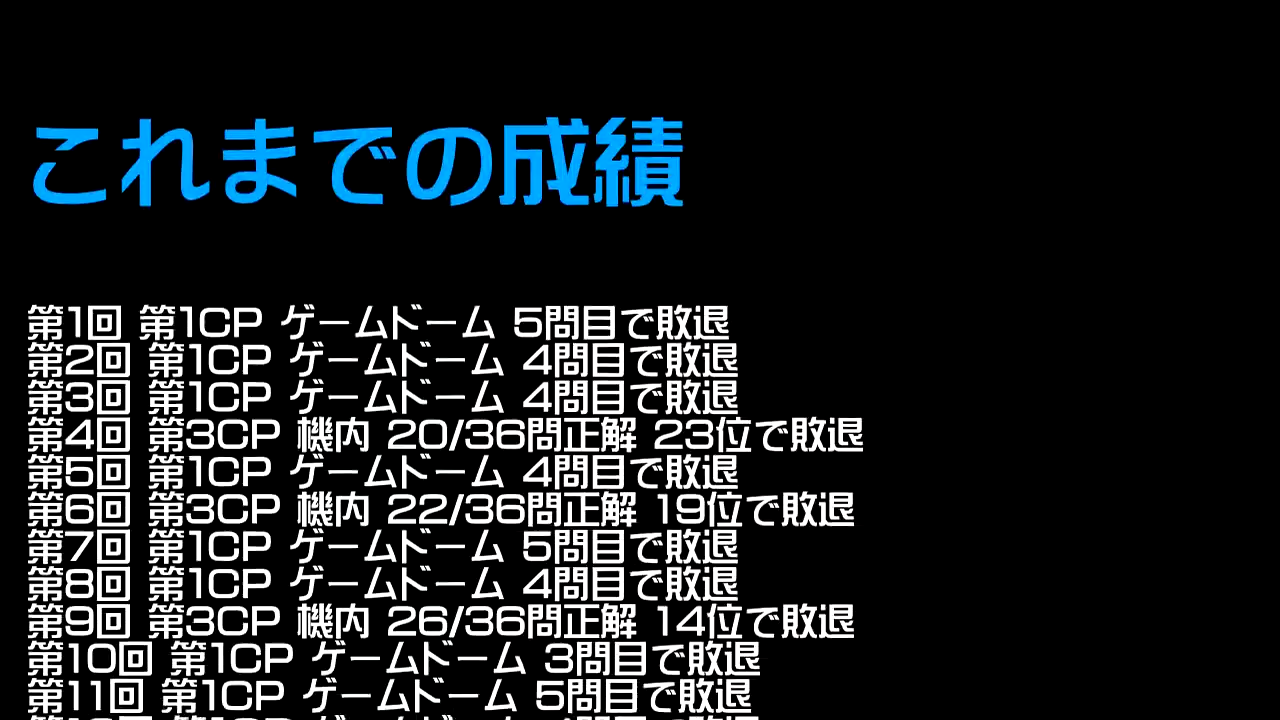 これまでの成績
第1回 第1CP ゲームドーム 5問目で敗退
第2回 第1CP ゲームドーム 4問目で敗退
第3回 第1CP ゲームドーム 4問目で敗退
第4回 第3CP 機内 20/36問正解 23位で敗退
第5回 第1CP ゲームドーム 4問目で敗退
第6回 第3CP 機内 22/36問正解 19位で敗退
第7回 第1CP ゲームドーム 5問目で敗退
第8回 第1CP ゲームドーム 4問目で敗退
第9回 第3CP 機内 26/36問正解 14位で敗退
第10回 第1CP ゲームドーム 3問目で敗退
第11回 第1CP ゲームドーム 5問目で敗退